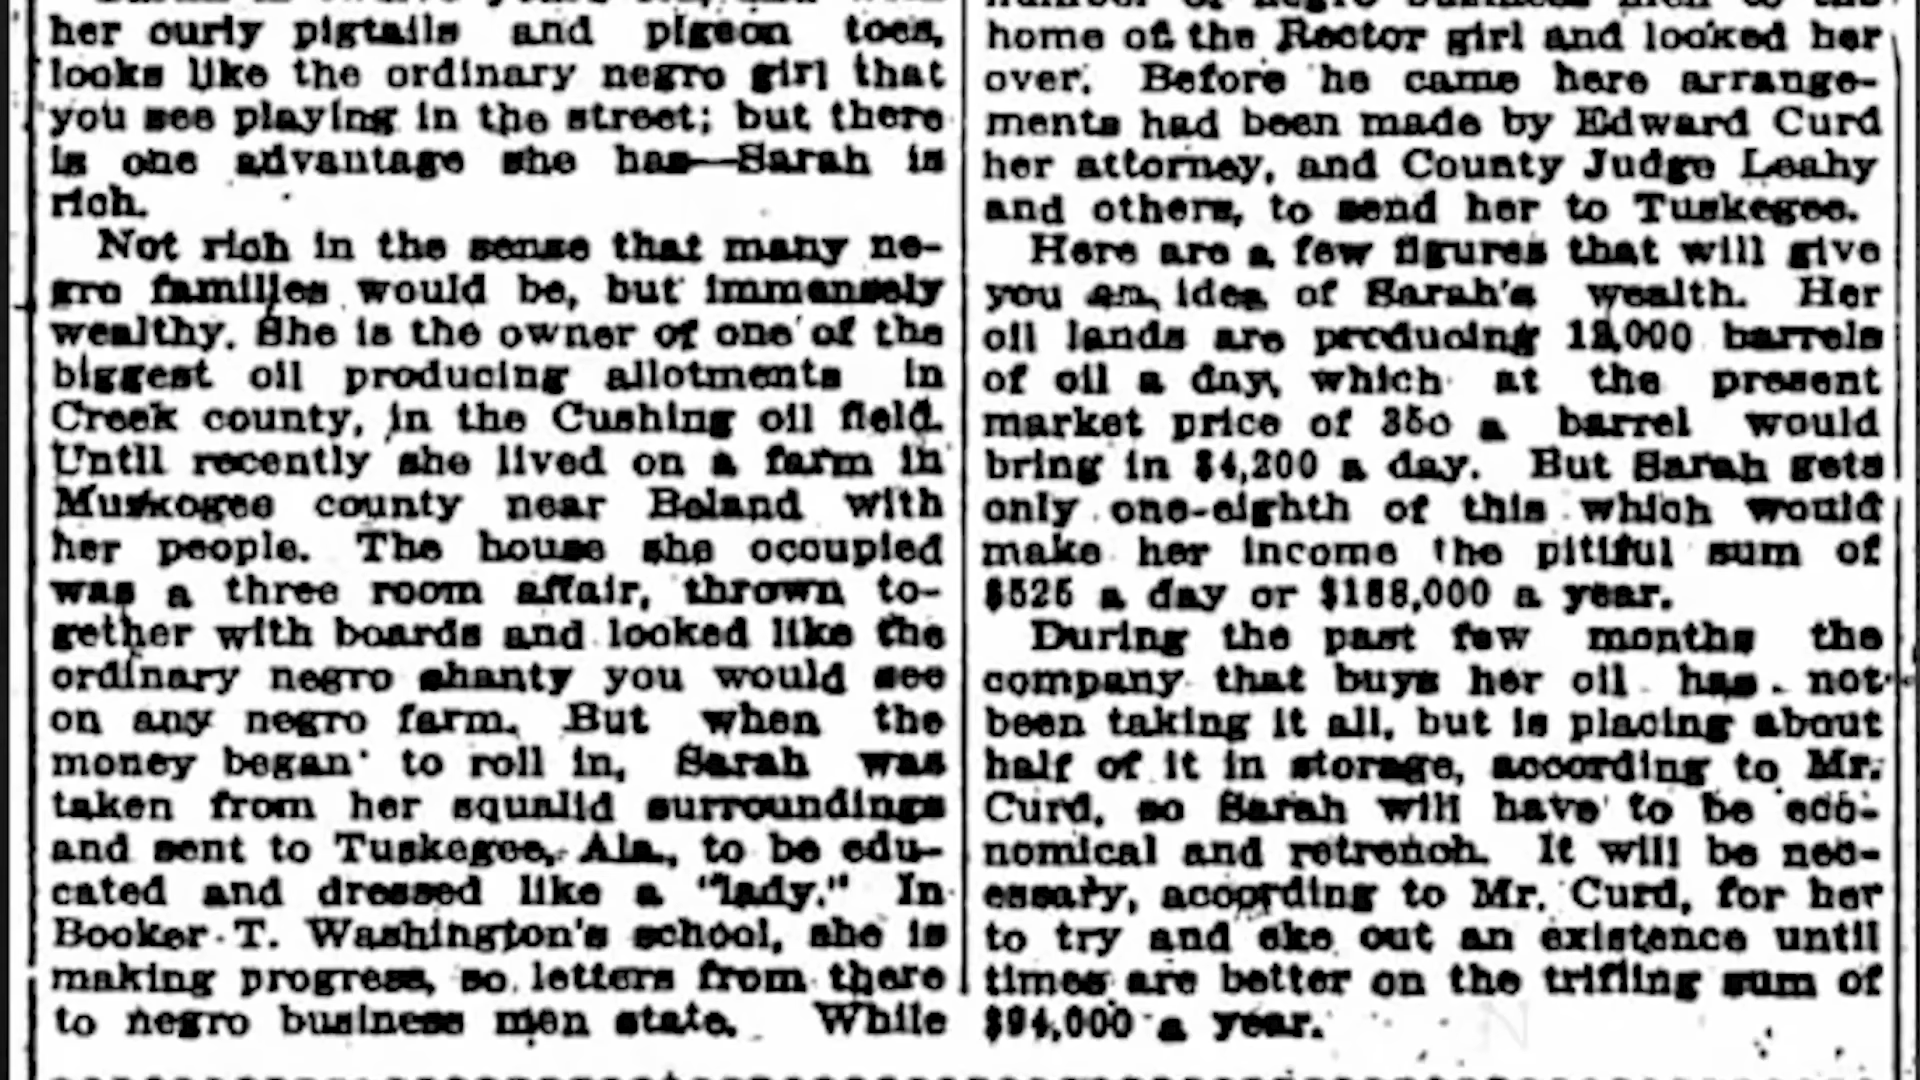 her curly pigtails and pigeon toes,
looks like the ordinary negro girl that
you see playing in the street; but there
is one advantage she has—Sarah is
rich.
Not rich in the sense that many ne-
gro families would be, but immensely
wealthy. She is the owner of one of the
biggest oil producing allotments in
Creek county, in the Cushing oil field.
Until recently she lived on a farm in
Muskogee county near Beland with
her people. The house she occupied
was a three room affair, thrown to-
gether with boards and looked like the
ordinary negro shanty you would see
on any negro farm. But when the
money began to roll in, Sarah was
taken from her squalid surroundings
and sent to Tuskegee, Ala., to be edu-
cated and dressed like a "lady." In
Booker T. Washington's school, she is
making progress, so letters from there
to negro business men state. While
number of negro business men to the
home of the Rector girl and looked her
over. Before he came here arrange-
ments had been made by Edward Curd
her attorney, and County Judge Leahy
and others, to send her to Tuskegee.
Here are a few figures that will give
you an idea of Sarah's wealth. Her
oil lands are producing 12,000 barrels
of oil a day, which at the present
market price of 35c a barrel would
bring in $4,200 a day. But Sarah gets
only one-eighth of this which would
make her income the pitiful sum of
$525 a day or $188,000 a year.
During the past few months the
company that buys her oil has not
been taking it all, but is placing about
half of it in storage, according to Mr.
Curd, so Sarah will have to be eco-
nomical and retrench. It will be nec-
essary, according to Mr. Curd, for her
to try and eke out an existence until
times are better on the trifling sum of
$94,000 a year.